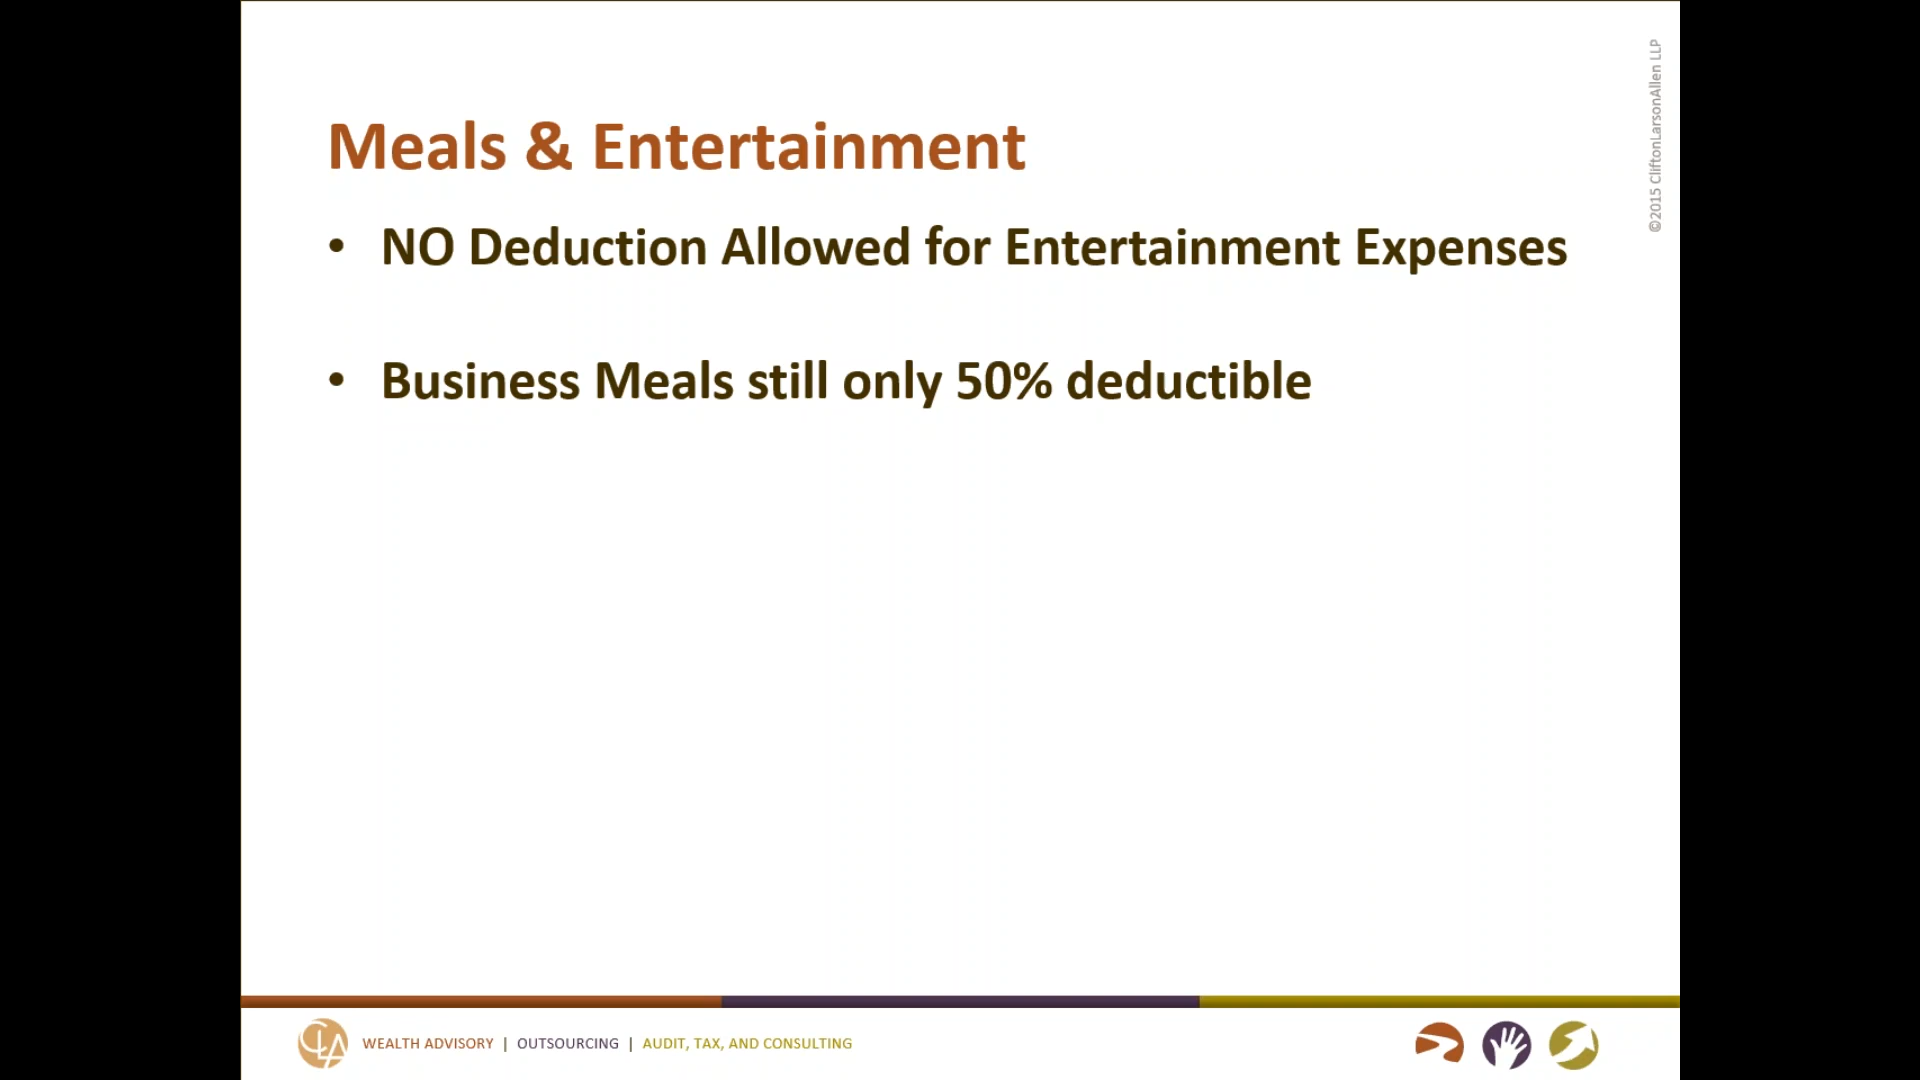 ©2015 CliftonLarsonAllen LLP
Meals & Entertainment
• NO Deduction Allowed for Entertainment Expenses
• Business Meals still only 50% deductible
CLA
WEALTH ADVISORY | OUTSOURCING | AUDIT, TAX, AND CONSULTING